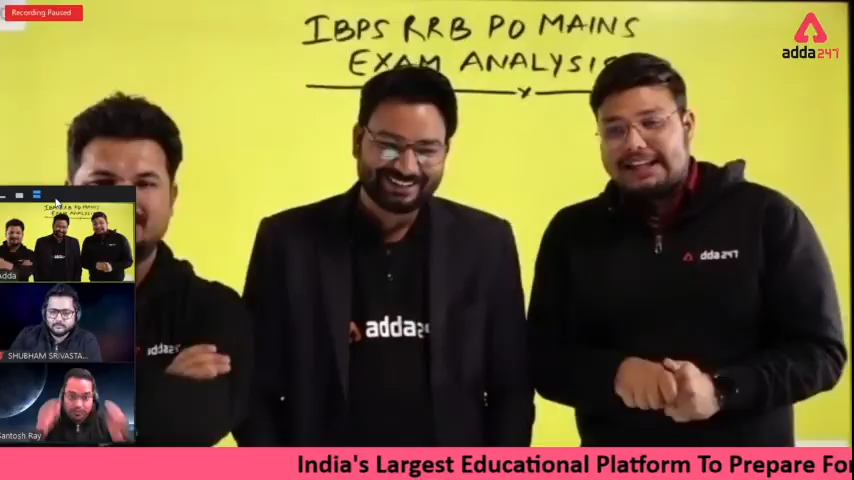 Recording Paused
IBPS RRB PO MAINS
EXAM ANALYSIS
adda247
Adda
SHUBHAM SRIVASTA...
Santosh Ray
adda247
adda24
adda247
India's Largest Educational Platform To Prepare For